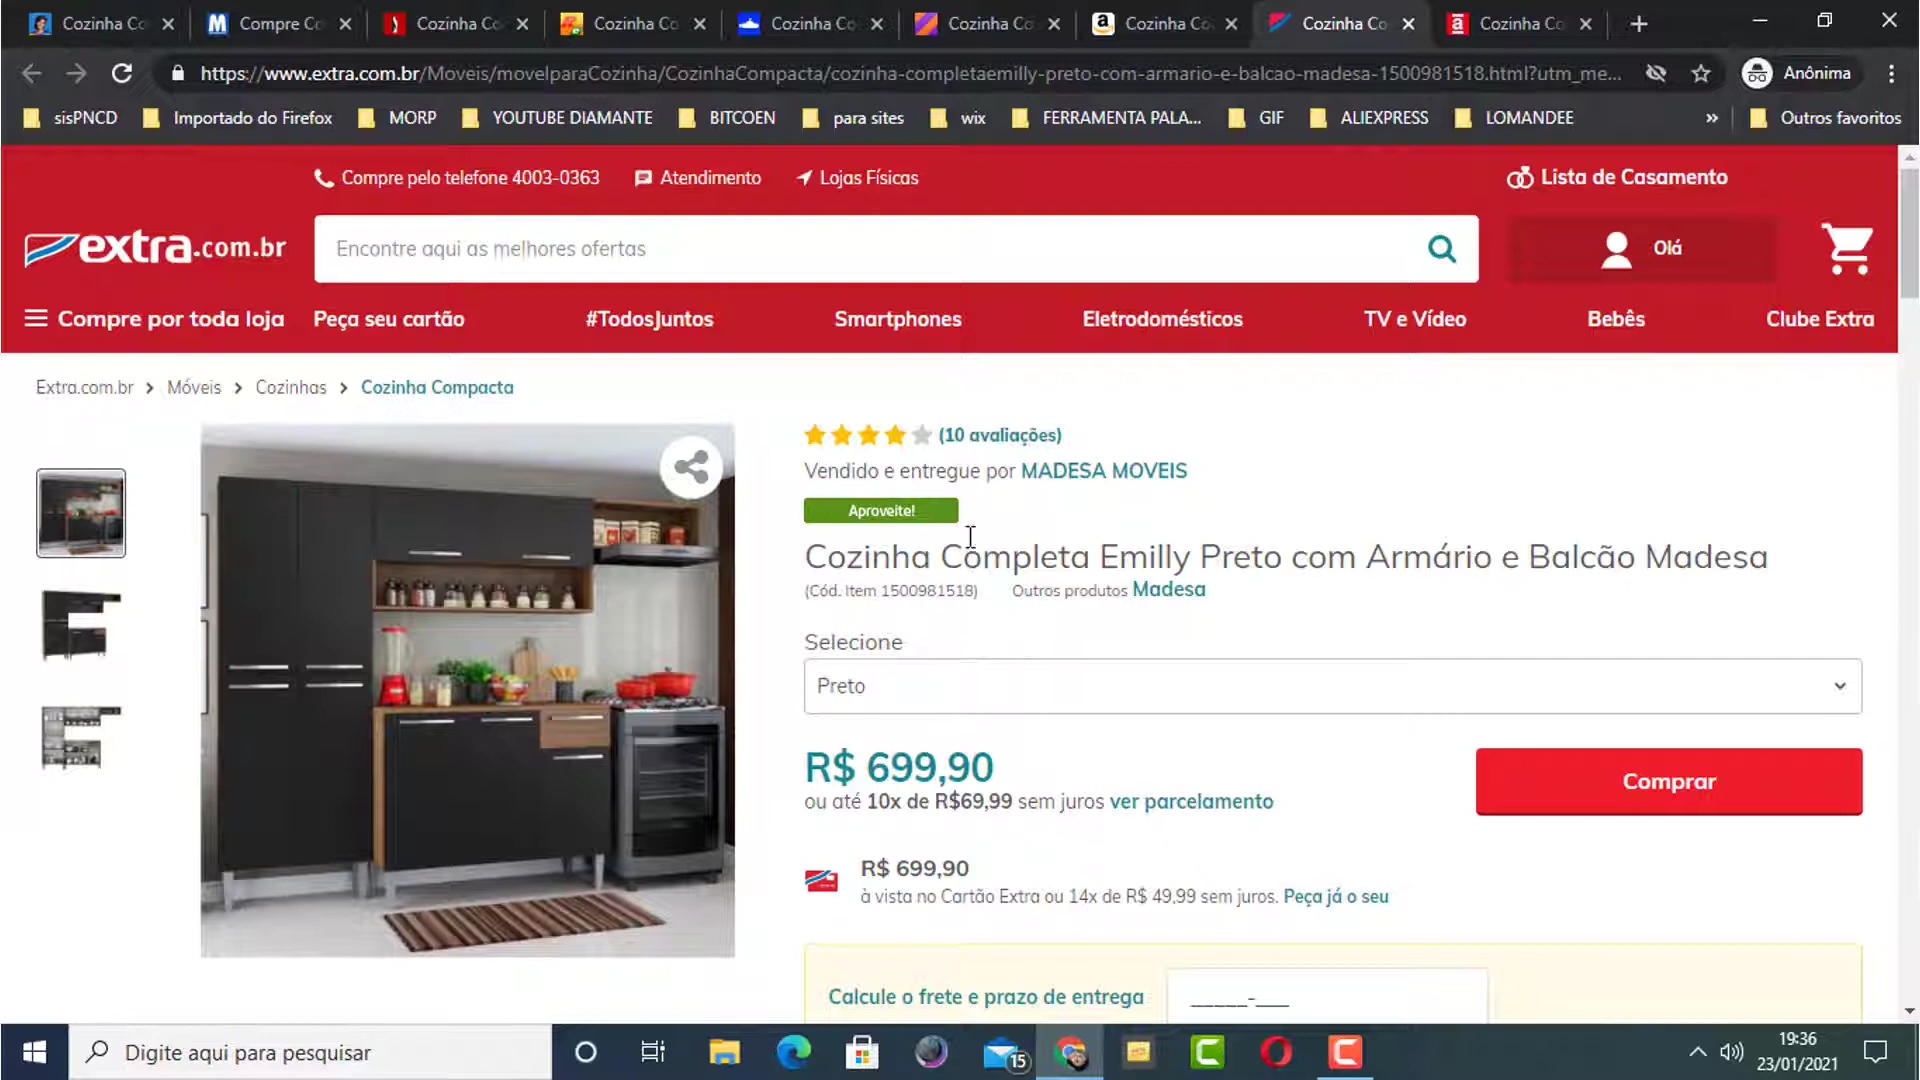 Cozinha Co
Compre Co
Cozinha Co
Cozinha Co
Cozinha Co
Cozinha Co
Cozinha Co
Cozinha Co
Cozinha Co
https://www.extra.com.br/Moveis/movelparaCozinha/CozinhaCompacta/cozinha-completaemilly-preto-com-armario-e-balcao-madesa-1500981518.html?utm_me...
Anônima
sisPNCD
Importado do Firefox
MORP
YOUTUBE DIAMANTE
BITCOEN
para sites
wix
FERRAMENTA PALA...
GIF
ALIEXPRESS
LOMANDEE
»
Outros favoritos
Compre pelo telefone 4003-0363
Atendimento
Lojas Físicas
Lista de Casamento
extra.com.br
Encontre aqui as melhores ofertas
Olá
Compre por toda loja
Peça seu cartão
#TodosJuntos
Smartphones
Eletrodomésticos
TV e Vídeo
Bebês
Clube Extra
Extra.com.br > Móveis > Cozinhas > Cozinha Compacta
(10 avaliações)
Vendido e entregue por MADESA MOVEIS
Aproveite!
Cozinha Completa Emilly Preto com Armário e Balcão Madesa
(Cód. Item 1500981518) Outros produtos Madesa
Selecione
Preto
R$ 699,90
ou até 10x de R$69,99 sem juros ver parcelamento
Comprar
R$ 699,90
à vista no Cartão Extra ou 14x de R$ 49,99 sem juros. Peça já o seu
Calcule o frete e prazo de entrega
_____-___
Digite aqui para pesquisar
15
19:36
23/01/2021